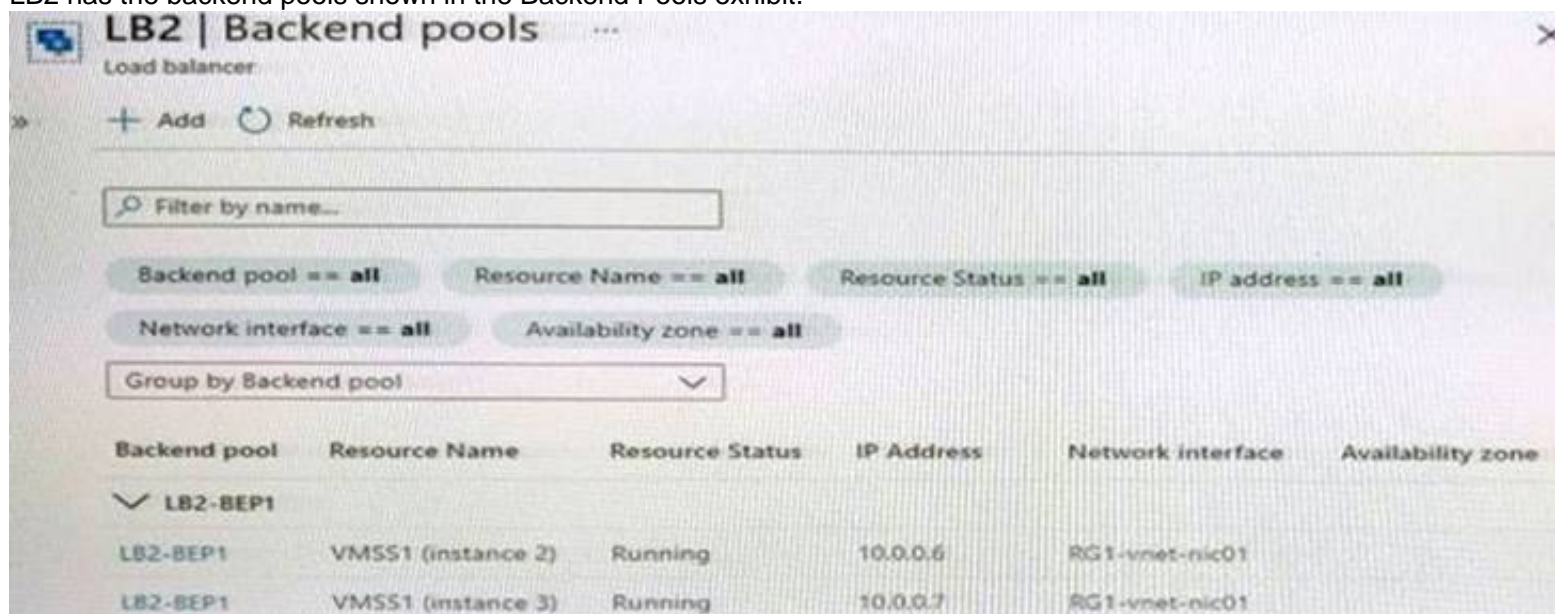 LB2 has the backend pools shown in the Backend Pools exhibit.
LB2 | Backend pools ...
Load balancer
+ Add Refresh
Filter by name...
Backend pool == all Resource Name == all Resource Status == all IP address == all
Network interface == all Availability zone == all
Group by Backend pool
Backend pool Resource Name Resource Status IP Address Network interface Availability zone
LB2-BEP1
LB2-BEP1 VMSS1 (instance 2) Running 10.0.0.6 RG1-vnet-nic01
LB2-BEP1 VMSS1 (instance 3) Running 10.0.0.7 RG1-vnet-nic01